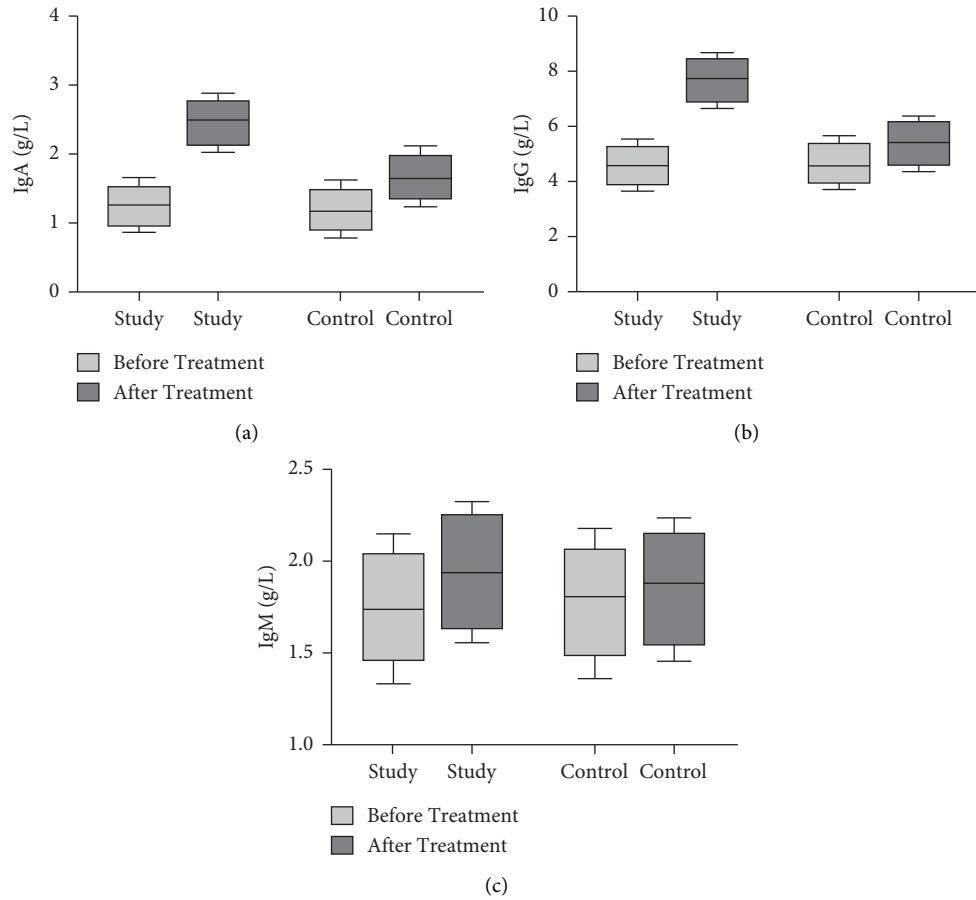 4
3
2
1
0
IgA (g/L)
Study Study Control Control
Before Treatment
After Treatment
(a)
10
8
6
4
2
0
IgG (g/L)
Study Study Control Control
Before Treatment
After Treatment
(b)
2.5
2.0
1.5
1.0
IgM (g/L)
Study Study Control Control
Before Treatment
After Treatment
(c)